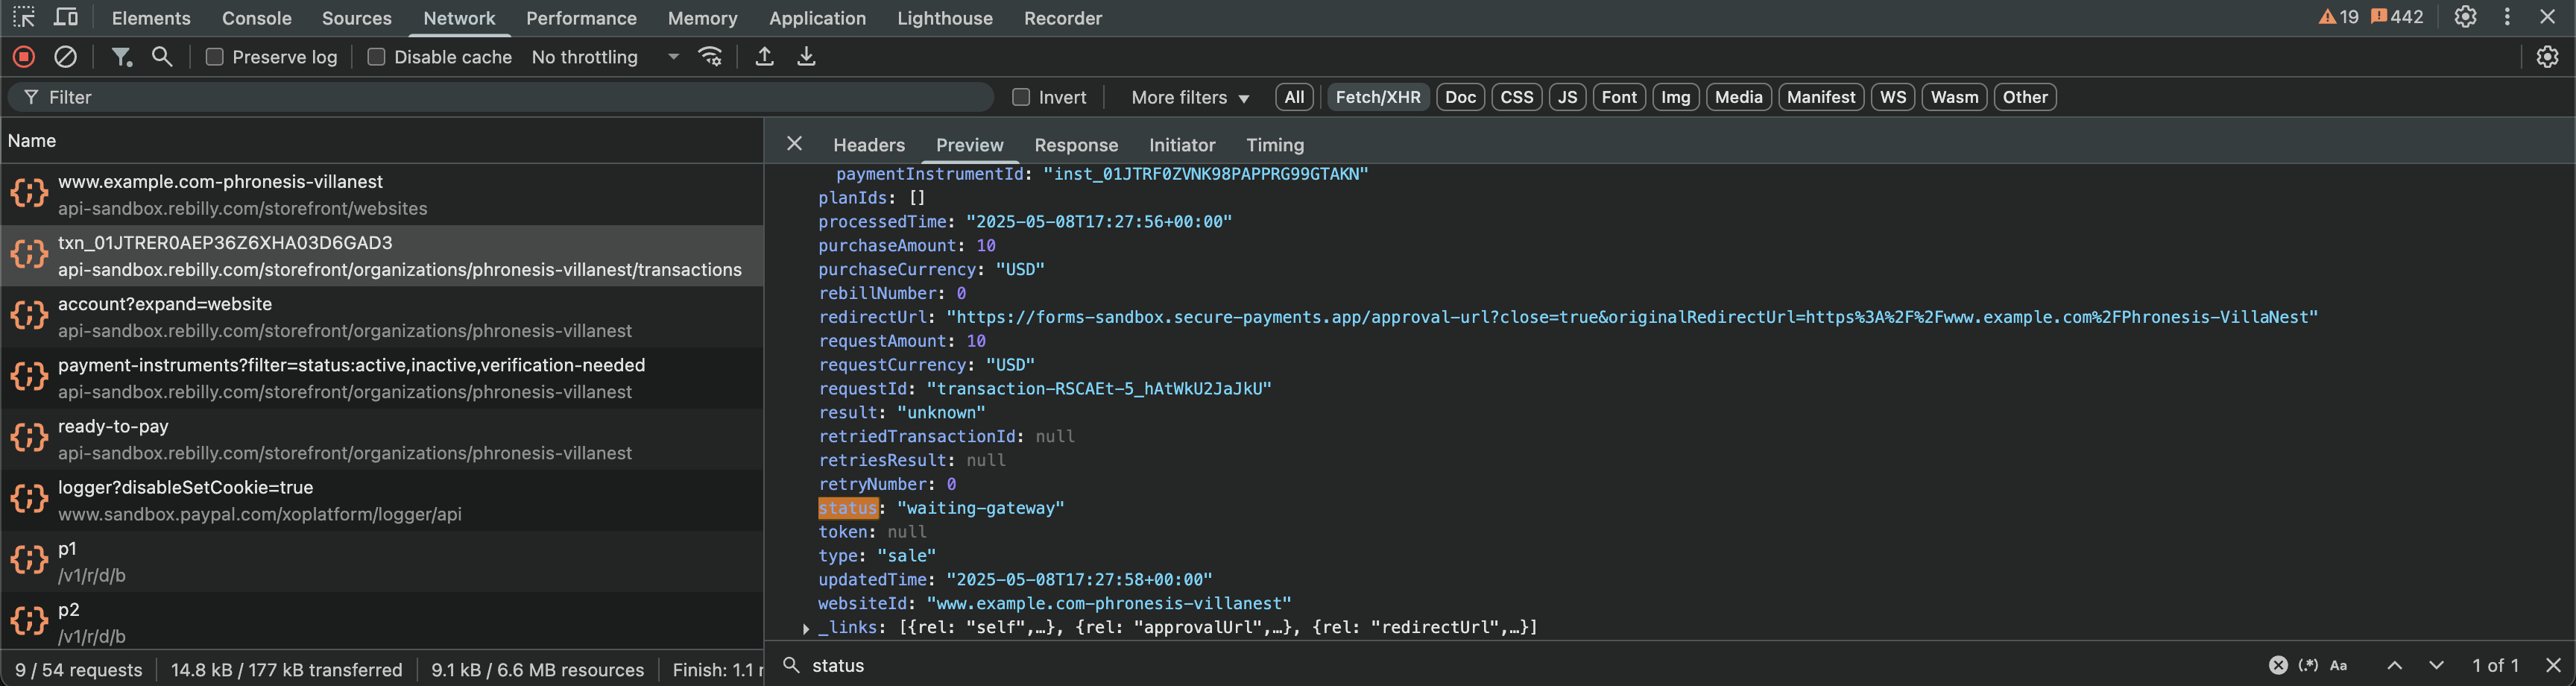 Elements Console Sources Network Performance Memory Application Lighthouse Recorder 19 442
Preserve log Disable cache No throttling
Filter Invert More filters All Fetch/XHR Doc CSS JS Font Img Media Manifest WS Wasm Other
Name
www.example.com-phronesis-villanest
api-sandbox.rebilly.com/storefront/websites
txn_01JTRER0AEP36Z6XHA03D6GAD3
api-sandbox.rebilly.com/storefront/organizations/phronesis-villanest/transactions
account?expand=website
api-sandbox.rebilly.com/storefront/organizations/phronesis-villanest
payment-instruments?filter=status:active,inactive,verification-needed
api-sandbox.rebilly.com/storefront/organizations/phronesis-villanest
ready-to-pay
api-sandbox.rebilly.com/storefront/organizations/phronesis-villanest
logger?disableSetCookie=true
www.sandbox.paypal.com/xoplatform/logger/api
p1
/v1/r/d/b
p2
/v1/r/d/b
9 / 54 requests 14.8 kB / 177 kB transferred 9.1 kB / 6.6 MB resources Finish: 1.1
Headers Preview Response Initiator Timing
paymentInstrumentId: "inst_01JTRF0ZVNK98PAPPRG99GTAKN"
planIds: []
processedTime: "2025-05-08T17:27:56+00:00"
purchaseAmount: 10
purchaseCurrency: "USD"
rebillNumber: 0
redirectUrl: "https://forms-sandbox.secure-payments.app/approval-url?close=true&originalRedirectUrl=https%3A%2F%2Fwww.example.com%2FPhronesis-VillaNest"
requestAmount: 10
requestCurrency: "USD"
requestId: "transaction-RSCAEt-5_hAtWkU2JaJkU"
result: "unknown"
retriedTransactionId: null
retriesResult: null
retryNumber: 0
status: "waiting-gateway"
token: null
type: "sale"
updatedTime: "2025-05-08T17:27:58+00:00"
websiteId: "www.example.com-phronesis-villanest"
_links: [{rel: "self",…}, {rel: "approvalUrl",…}, {rel: "redirectUrl",…}]
status (.*) Aa 1 of 1